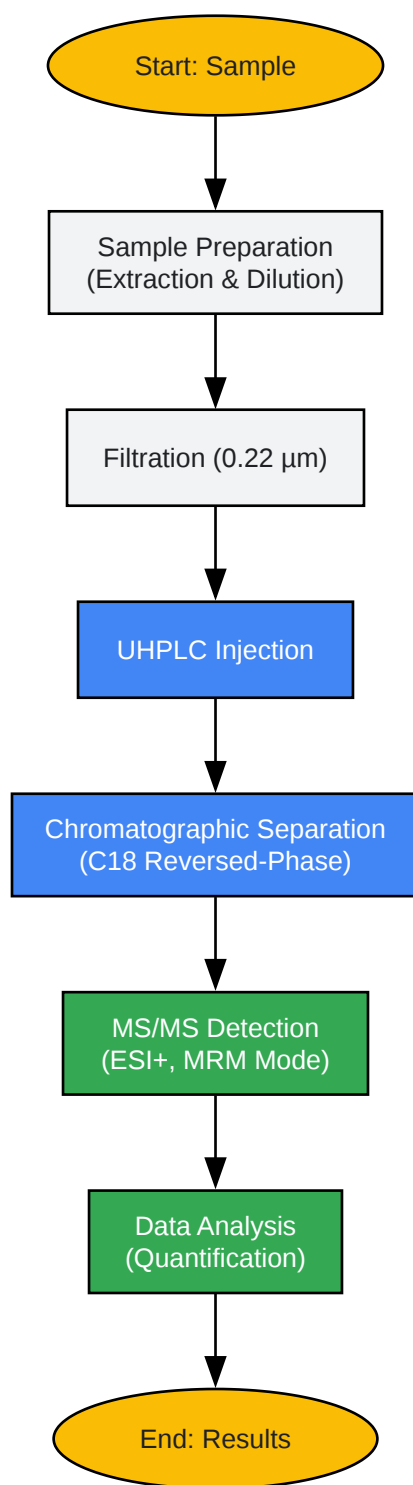 Start: Sample
Sample Preparation
(Extraction & Dilution)
Filtration (0.22 µm)
UHPLC Injection
Chromatographic Separation
(C18 Reversed-Phase)
MS/MS Detection
(ESI+, MRM Mode)
Data Analysis
(Quantification)
End: Results